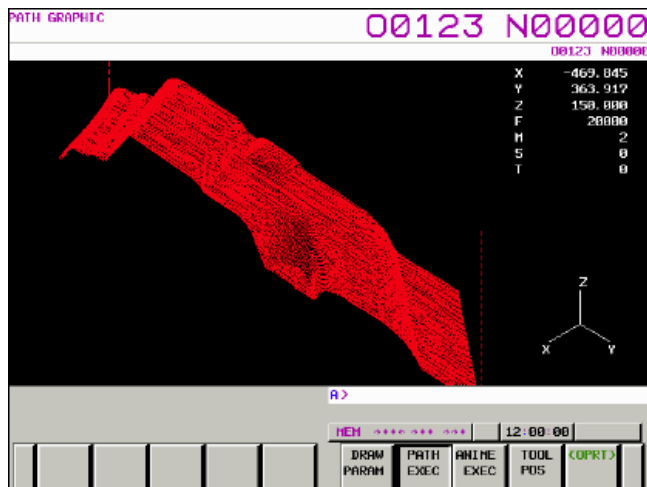 PATH GRAPHIC
O0123 N00000
O0123 N00000
X -469.845
Y 363.917
Z 150.000
F 20000
M 2
S 0
T 0
Z
X Y
A>
MEM **** *** *** 12:00:00
DRAW PARAM
PATH EXEC
ANIME EXEC
TOOL POS
(OPRT)